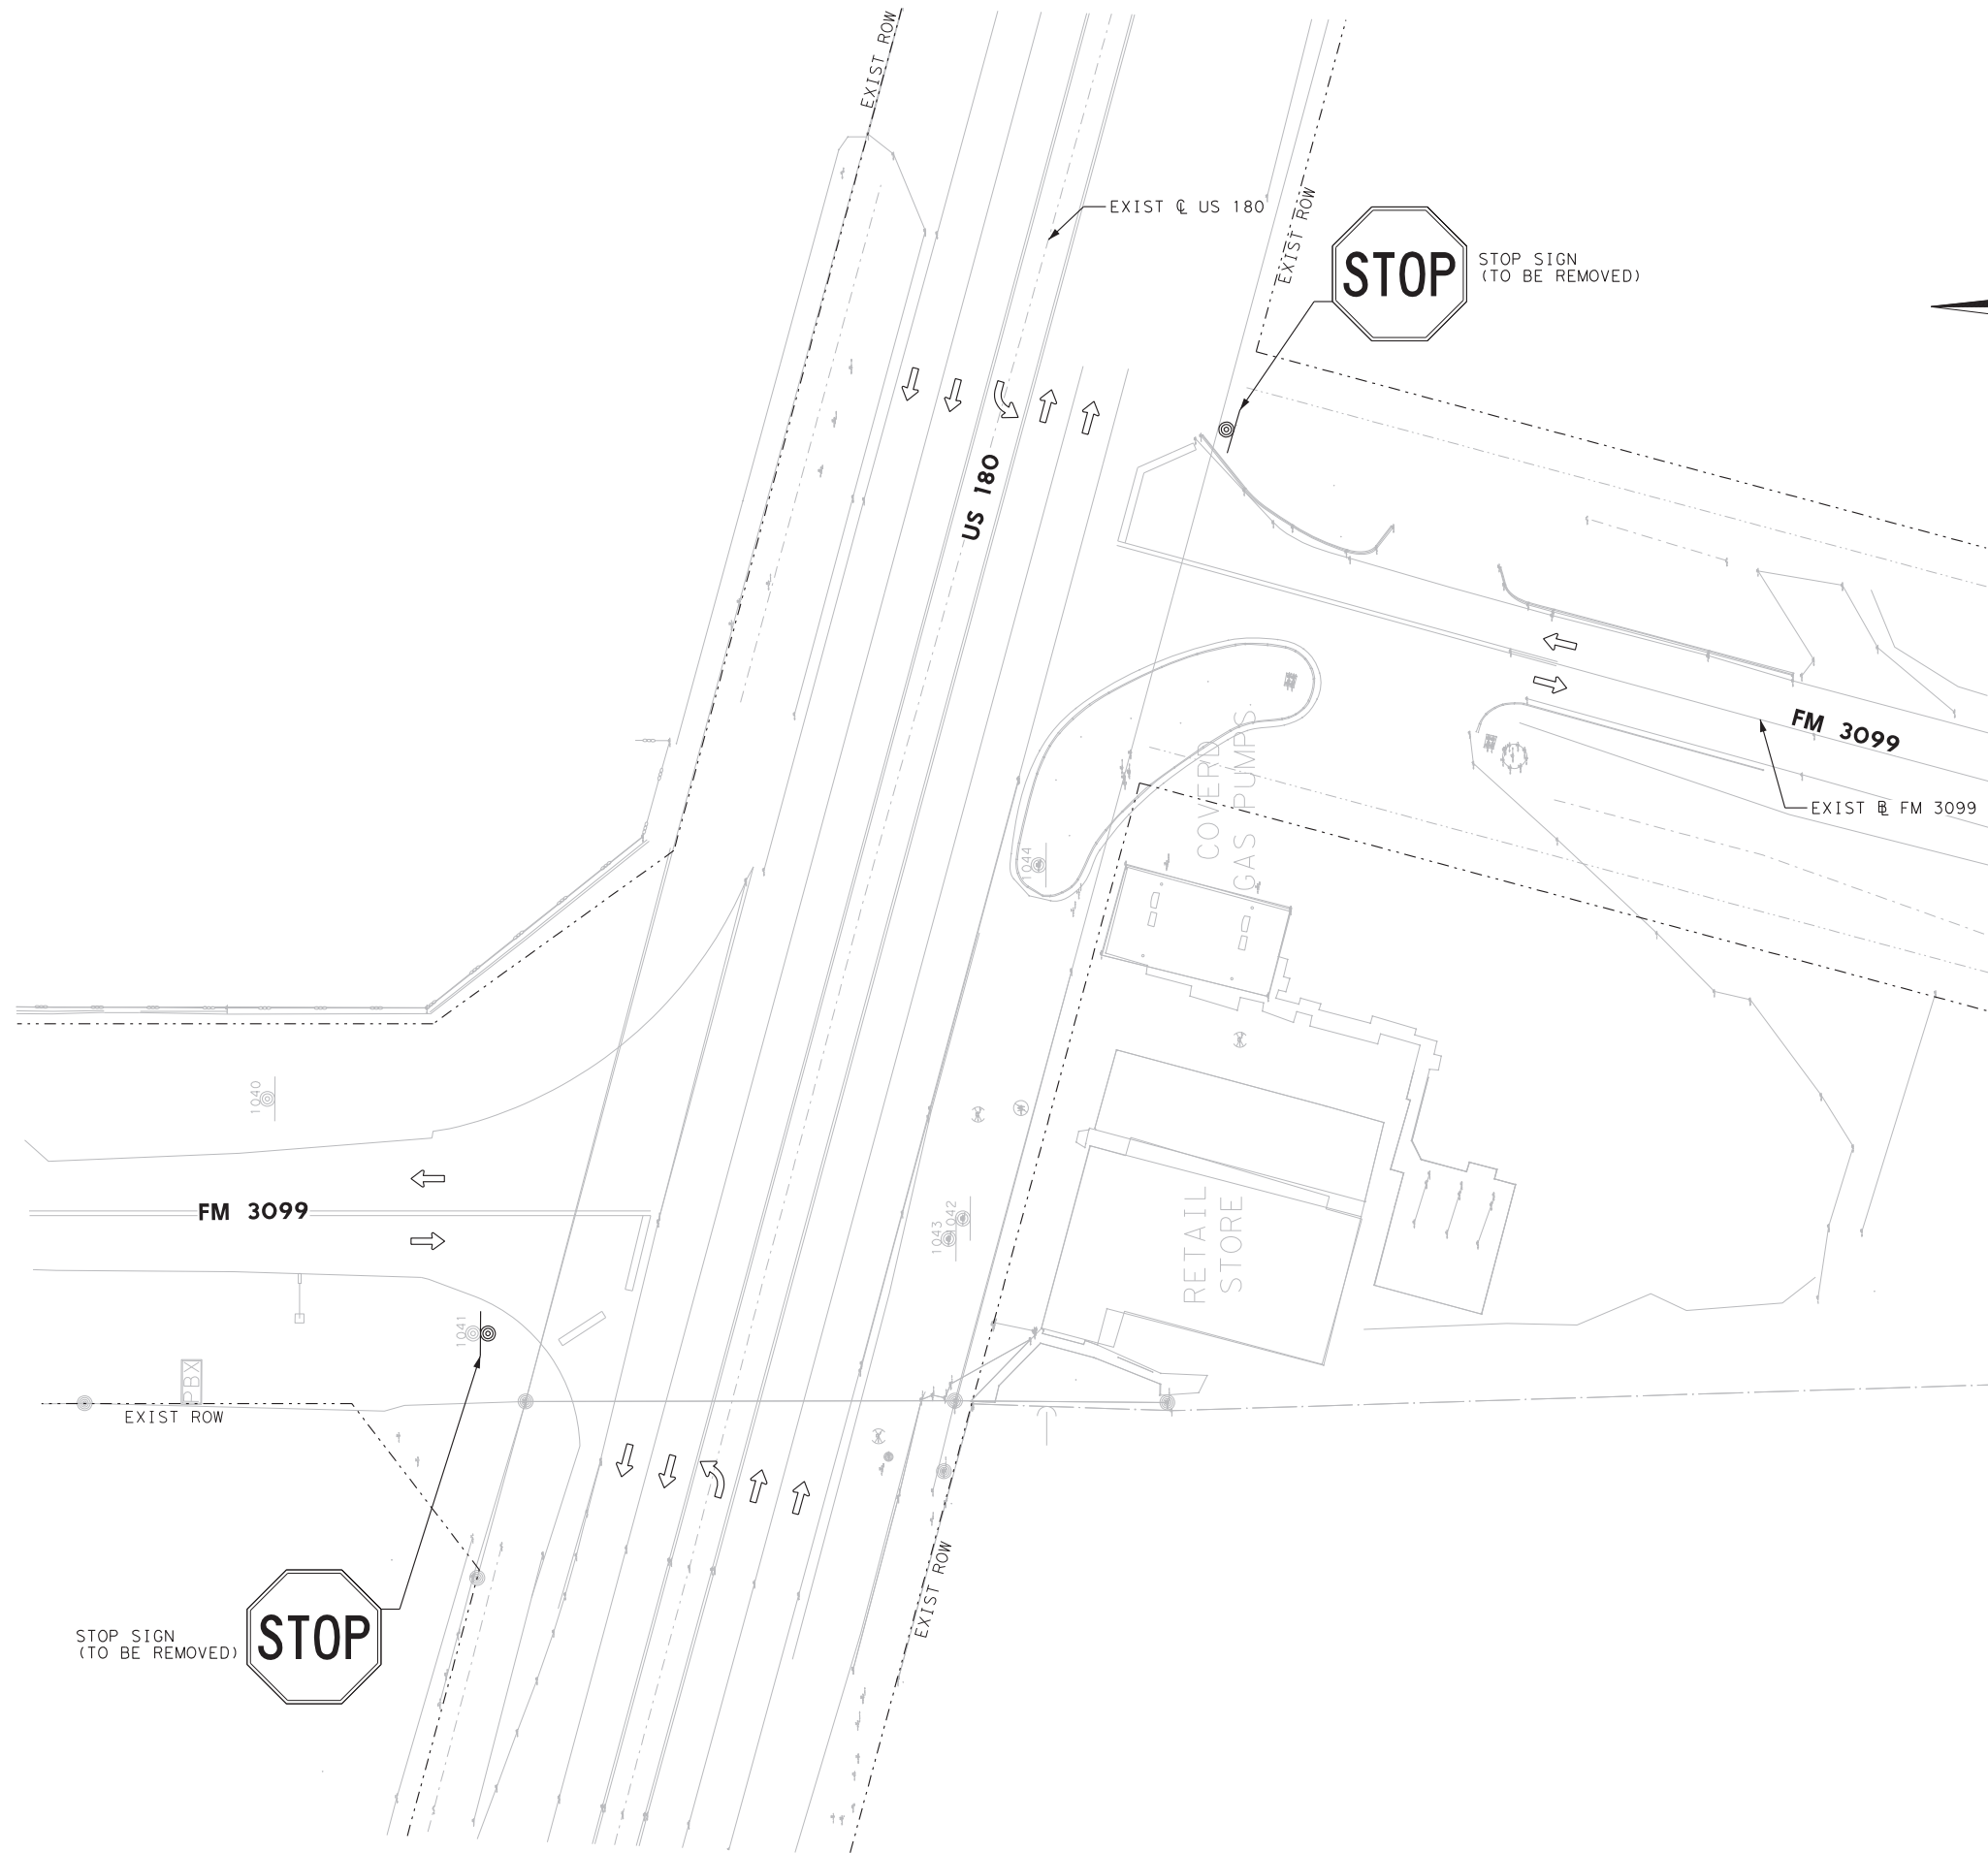 EXIST ROW
EXIST ℄ US 180
EXIST ROW
STOP
STOP SIGN
(TO BE REMOVED)
US 180
FM 3099
EXIST ⅊ FM 3099
COVERD
GAS PUMPS
1044
1040
FM 3099
1043
1042
RETAIL
STORE
1041
PBX
EXIST ROW
EXIST ROW
STOP
STOP SIGN
(TO BE REMOVED)